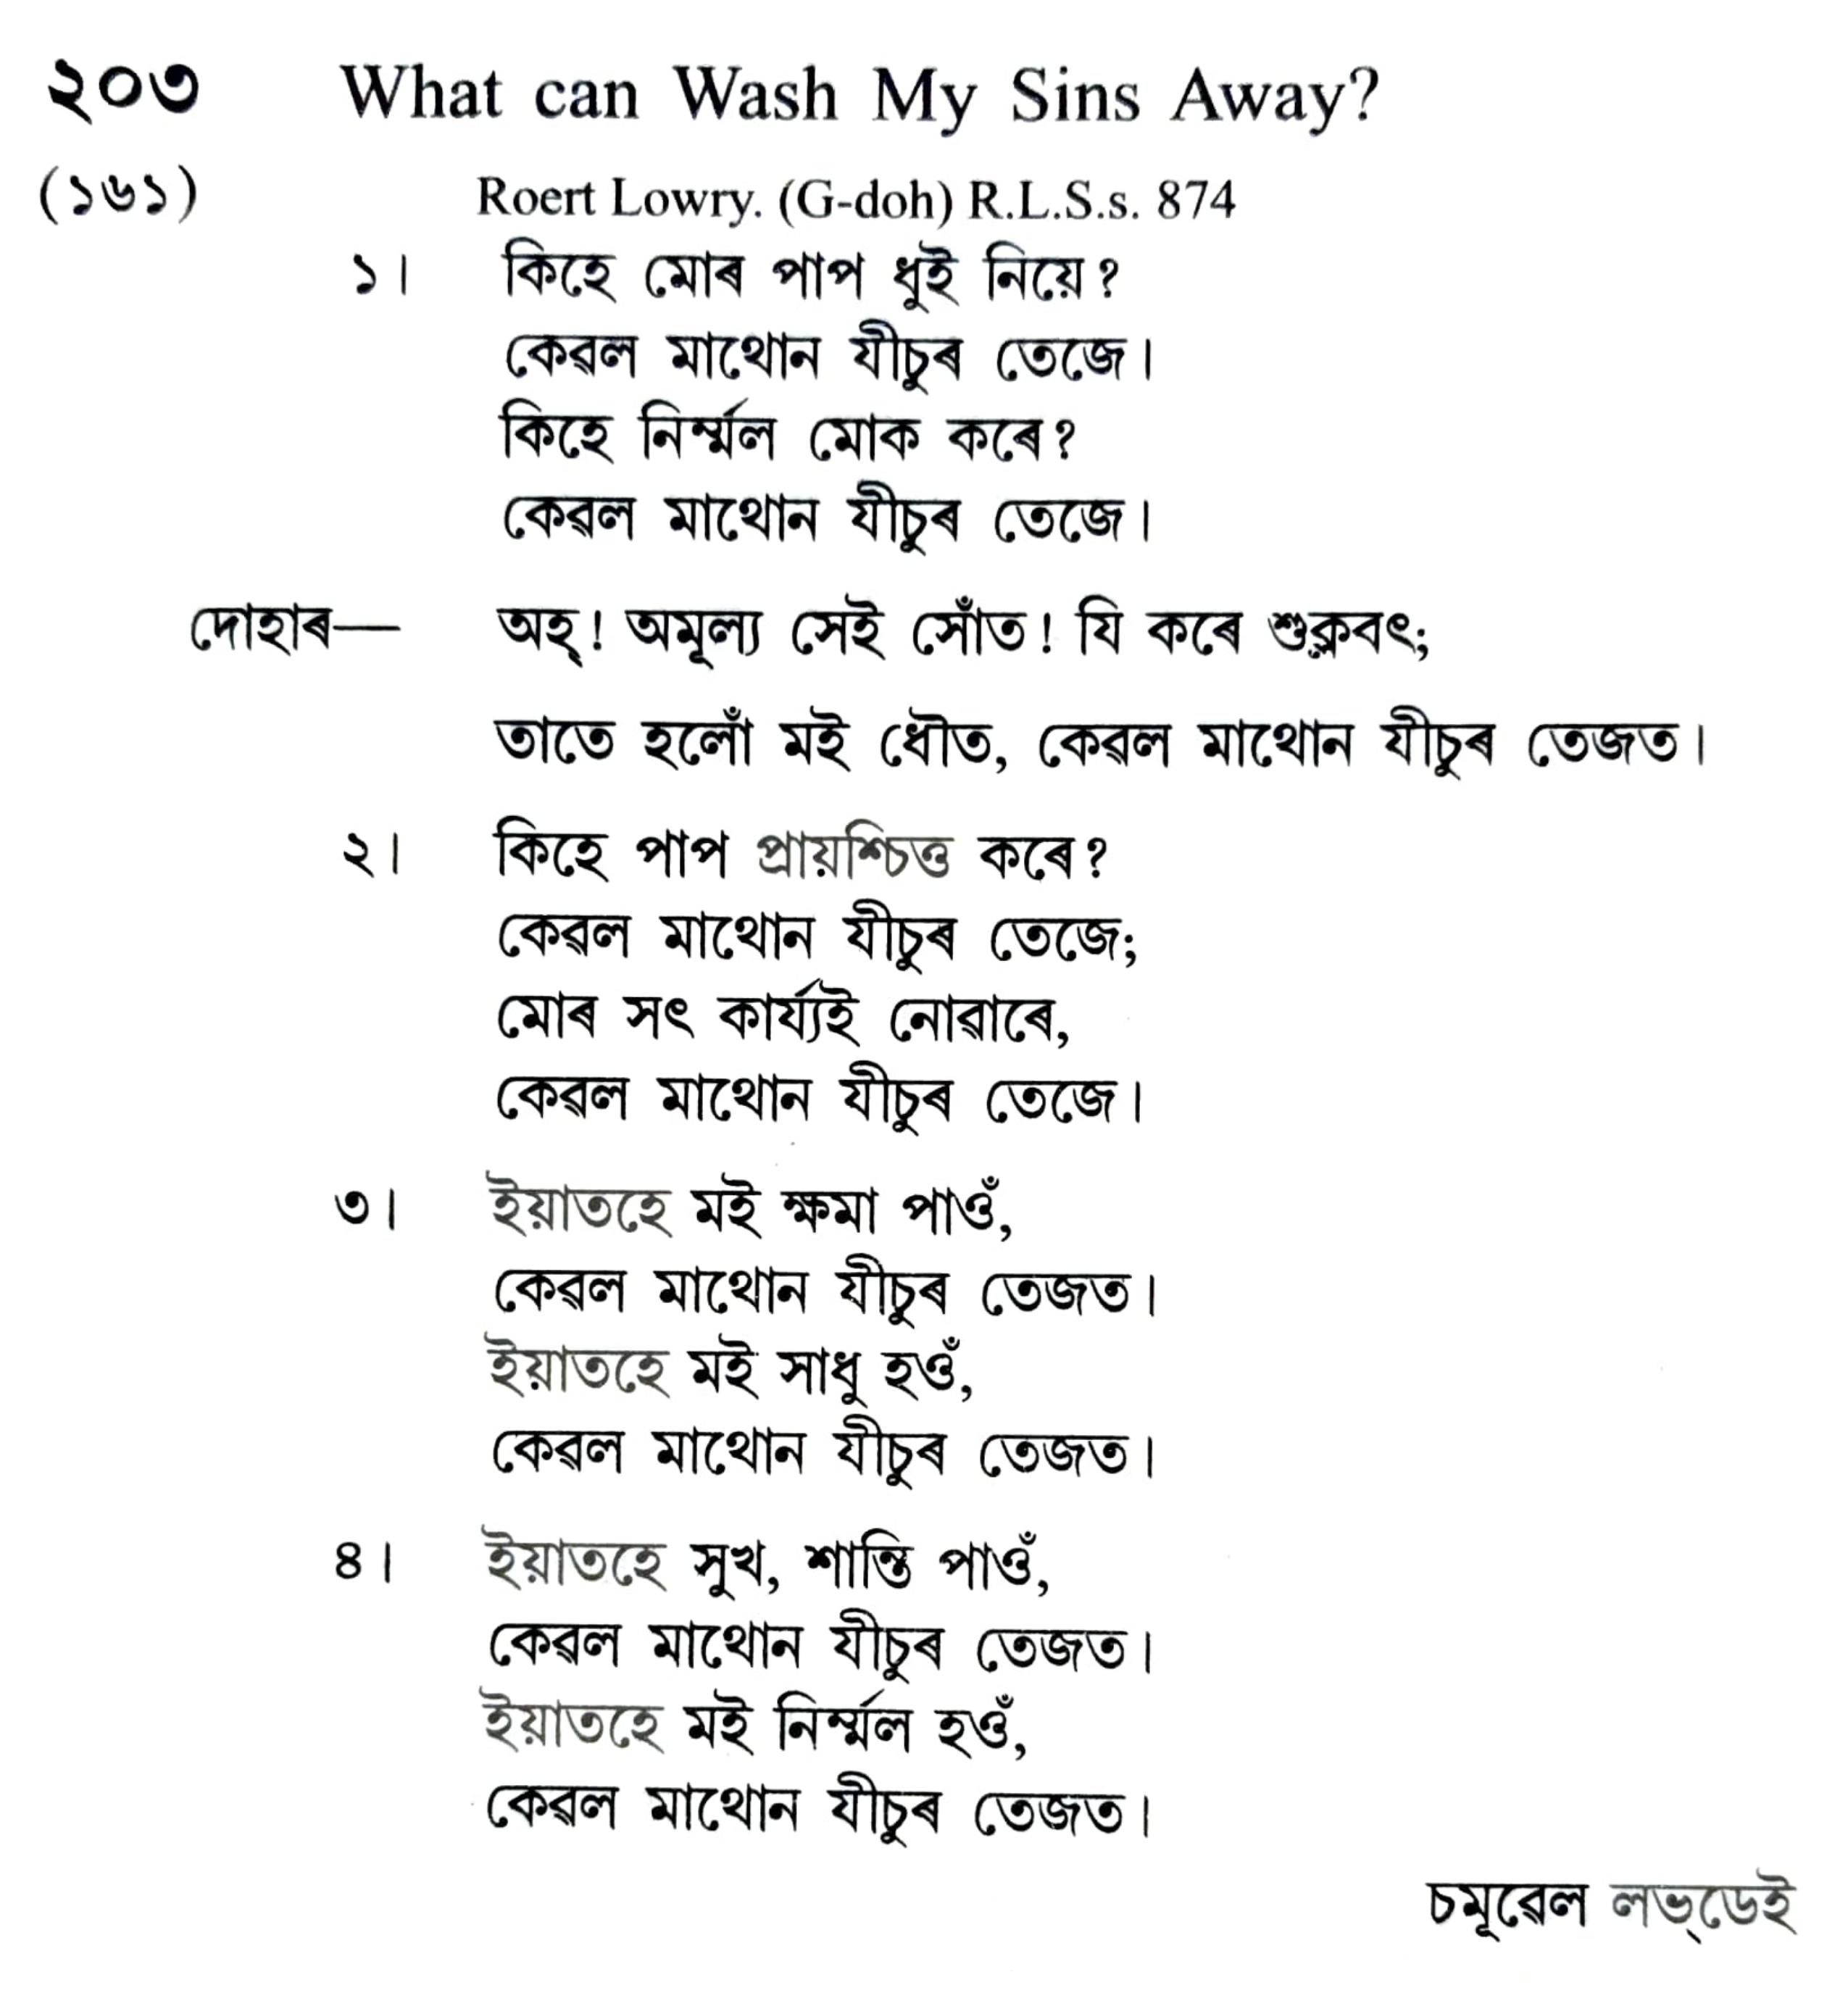 ২০৩ What can Wash My Sins Away?
(১৬১) Roert Lowry. (G-doh) R.L.S.s. 874
১। কিহে মোৰ পাপ ধুই নিয়ে?
কেৱল মাথোন যীচুৰ তেজে।
কিহে নিৰ্ম্মল মোক কৰে?
কেৱল মাথোন যীচুৰ তেজে।
দোহাৰ— অহ্! অমূল্য সেই সোঁত! যি কৰে শুক্লবৎ;
তাতে হলোঁ মই ধৌত, কেৱল মাথোন যীচুৰ তেজত।
২। কিহে পাপ প্ৰায়শ্চিত্ত কৰে?
কেৱল মাথোন যীচুৰ তেজে;
মোৰ সৎ কাৰ্য্যই নোৱাৰে,
কেৱল মাথোন যীচুৰ তেজে।
৩। ইয়াতহে মই ক্ষমা পাওঁ,
কেৱল মাথোন যীচুৰ তেজত।
ইয়াতহে মই সাধু হওঁ,
কেৱল মাথোন যীচুৰ তেজত।
৪। ইয়াতহে সুখ, শান্তি পাওঁ,
কেৱল মাথোন যীচুৰ তেজত।
ইয়াতহে মই নিৰ্ম্মল হওঁ,
কেৱল মাথোন যীচুৰ তেজত।
চমূৱেল লভ্ডেই